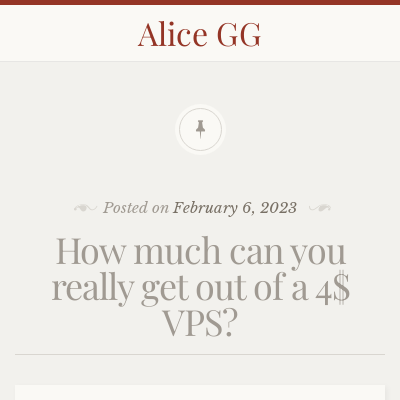 Alice GG
Posted on February 6, 2023
How much can you
really get out of a 4$
VPS?